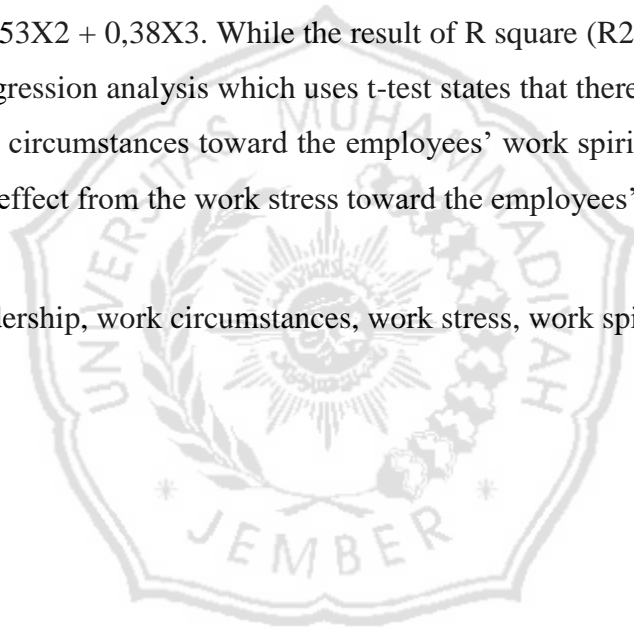 53X2 + 0,38X3. While the result of R square (R2
gression analysis which uses t-test states that there
circumstances toward the employees’ work spiri
effect from the work stress toward the employees’
dership, work circumstances, work stress, work spi
UNIVERSITAS MUHAMMADIYAH
JEMBER